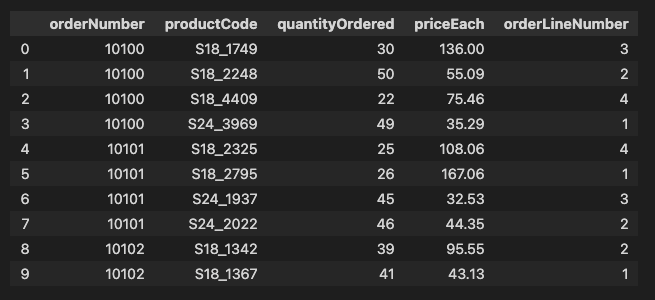 orderNumber productCode quantityOrdered priceEach orderLineNumber
0 10100 S18_1749 30 136.00 3
1 10100 S18_2248 50 55.09 2
2 10100 S18_4409 22 75.46 4
3 10100 S24_3969 49 35.29 1
4 10101 S18_2325 25 108.06 4
5 10101 S18_2795 26 167.06 1
6 10101 S24_1937 45 32.53 3
7 10101 S24_2022 46 44.35 2
8 10102 S18_1342 39 95.55 2
9 10102 S18_1367 41 43.13 1